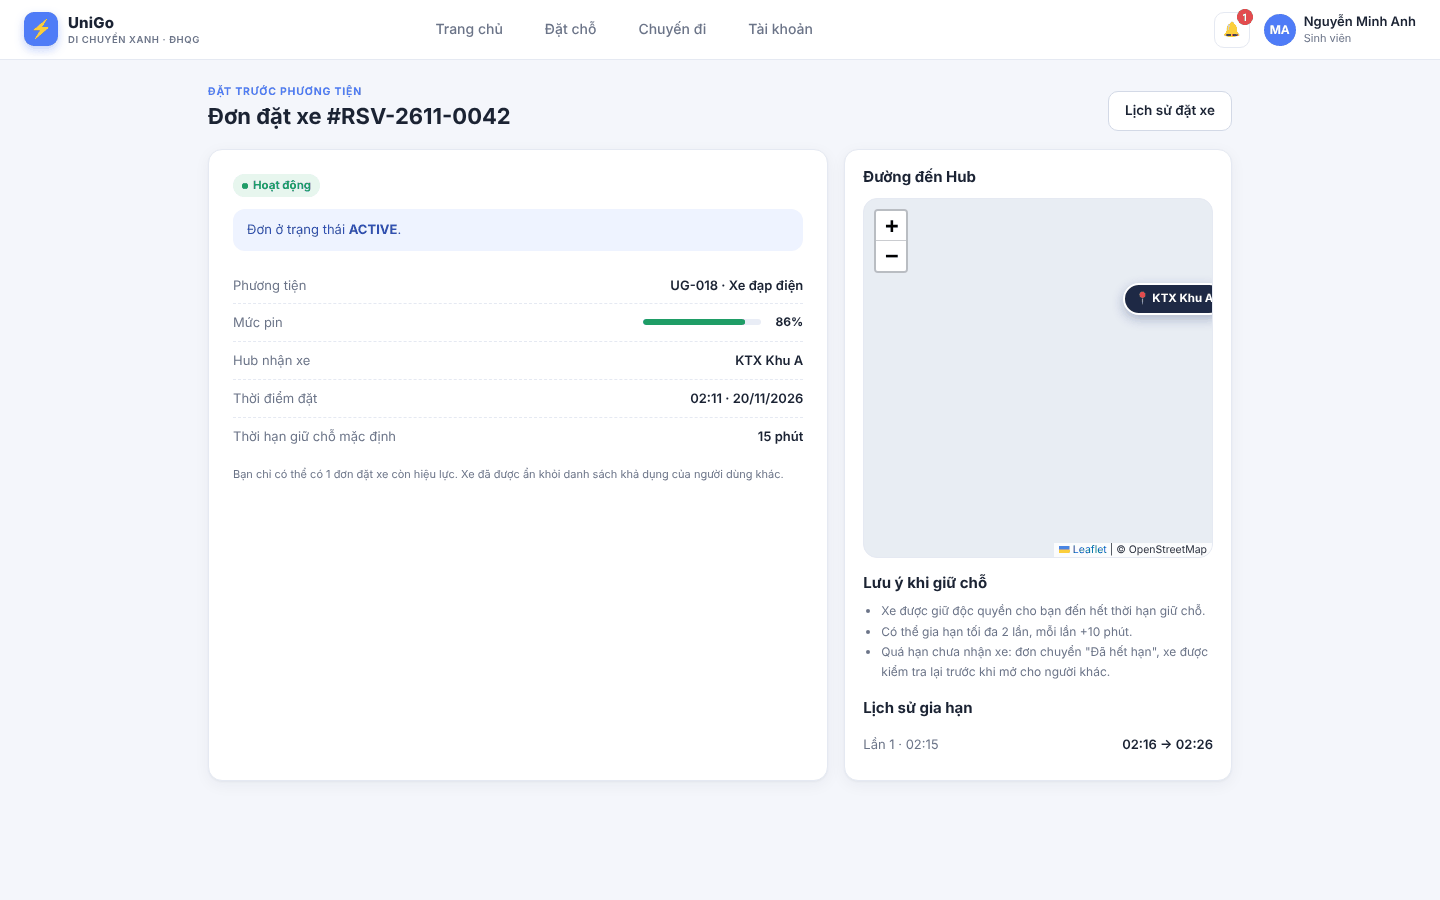 UniGo
DI CHUYỂN XANH · ĐHQG
Trang chủ
Đặt chỗ
Chuyến đi
Tài khoản
1
MA
Nguyễn Minh Anh
Sinh viên
ĐẶT TRƯỚC PHƯƠNG TIỆN
Đơn đặt xe #RSV-2611-0042
Lịch sử đặt xe
Hoạt động
Đơn ở trạng thái ACTIVE.
Phương tiện
UG-018 · Xe đạp điện
Mức pin
86%
Hub nhận xe
KTX Khu A
Thời điểm đặt
02:11 · 20/11/2026
Thời hạn giữ chỗ mặc định
15 phút
Bạn chỉ có thể có 1 đơn đặt xe còn hiệu lực. Xe đã được ẩn khỏi danh sách khả dụng của người dùng khác.
Đường đến Hub
+
−
KTX Khu A
Leaflet | © OpenStreetMap
Lưu ý khi giữ chỗ
• Xe được giữ độc quyền cho bạn đến hết thời hạn giữ chỗ.
• Có thể gia hạn tối đa 2 lần, mỗi lần +10 phút.
• Quá hạn chưa nhận xe: đơn chuyển "Đã hết hạn", xe được
kiểm tra lại trước khi mở cho người khác.
Lịch sử gia hạn
Lần 1 · 02:15
02:16 → 02:26